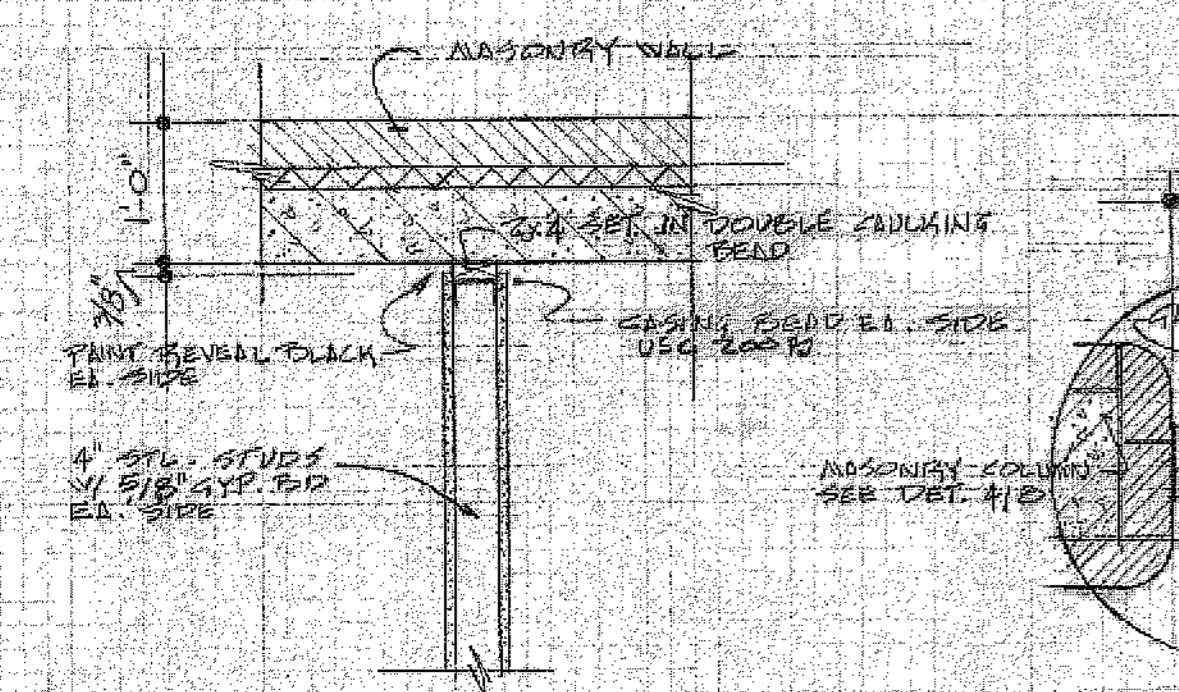 MASONRY WALL
1'-0"
2x4 SET IN DOUBLE CAULKING
BEAD
3/8"
CASING BEAD EA. SIDE
USG
PAINT REVEAL BLACK
EA. SIDE
4" STL. STUDS
W/ 5/8" GYP. BD
EA. SIDE
MASONRY COLUMN
SEE DET. 4/8